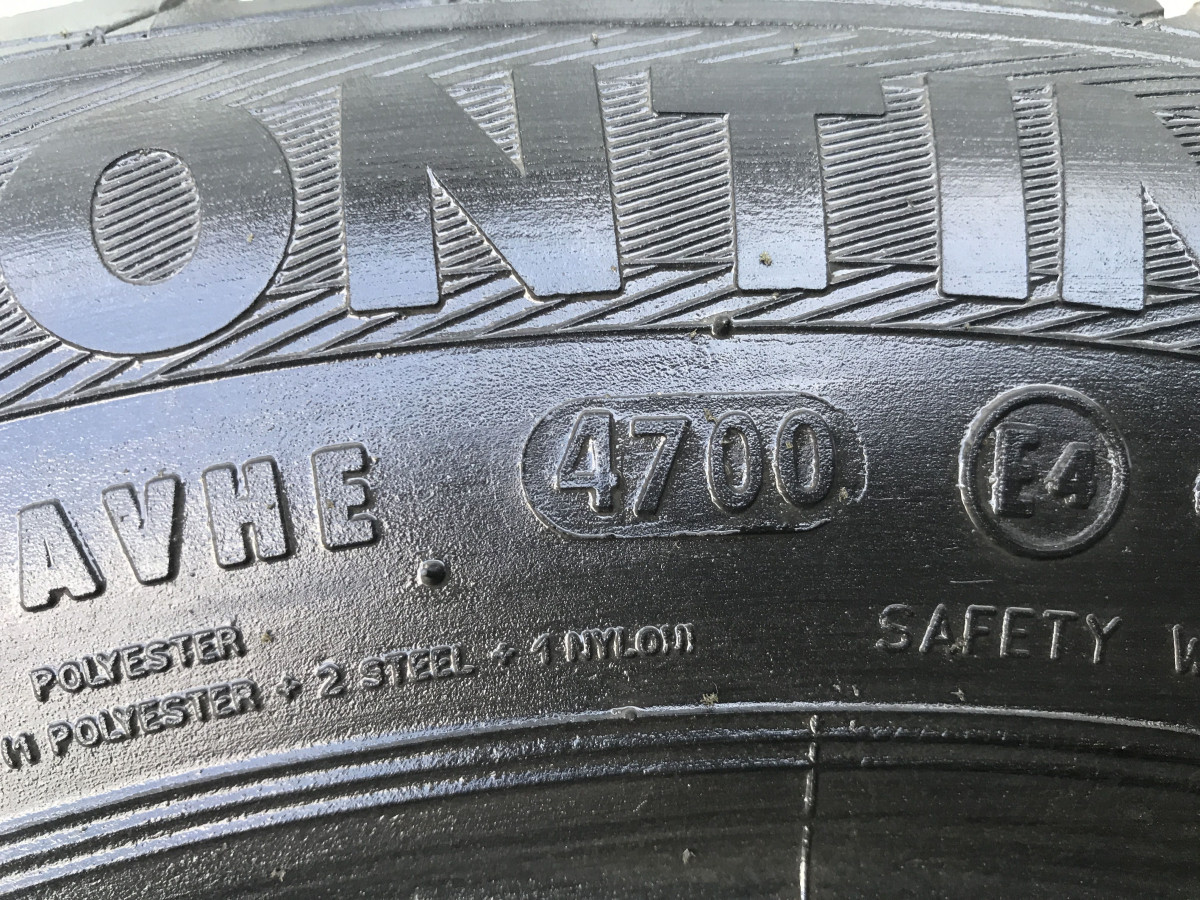 ONTIN
AVHE 4700 E4
POLYESTER
(1 POLYESTER + 2 STEEL + 1 NYLON)
SAFETY